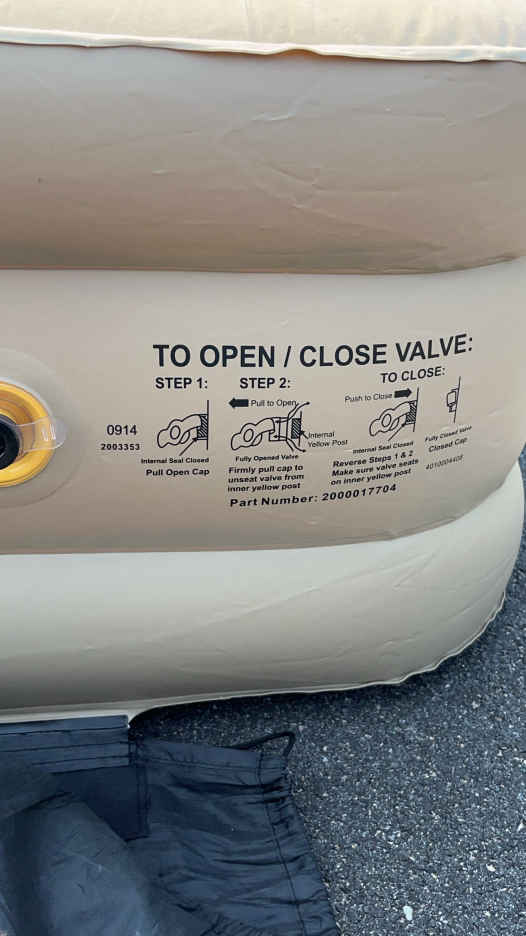 TO OPEN / CLOSE VALVE:
STEP 1:
0914
2003353
Internal Seal Closed
Pull Open Cap
STEP 2:
Pull to Open
Internal
Yellow Post
Fully Opened Valve
Firmly pull cap to
unseat valve from
inner yellow post
TO CLOSE:
Push to Close
Internal Seal Closed
Reverse Steps 1 & 2
Make sure valve seats
on inner yellow post
Fully Closed Valve
Closed Cap
4010004408
Part Number: 2000017704